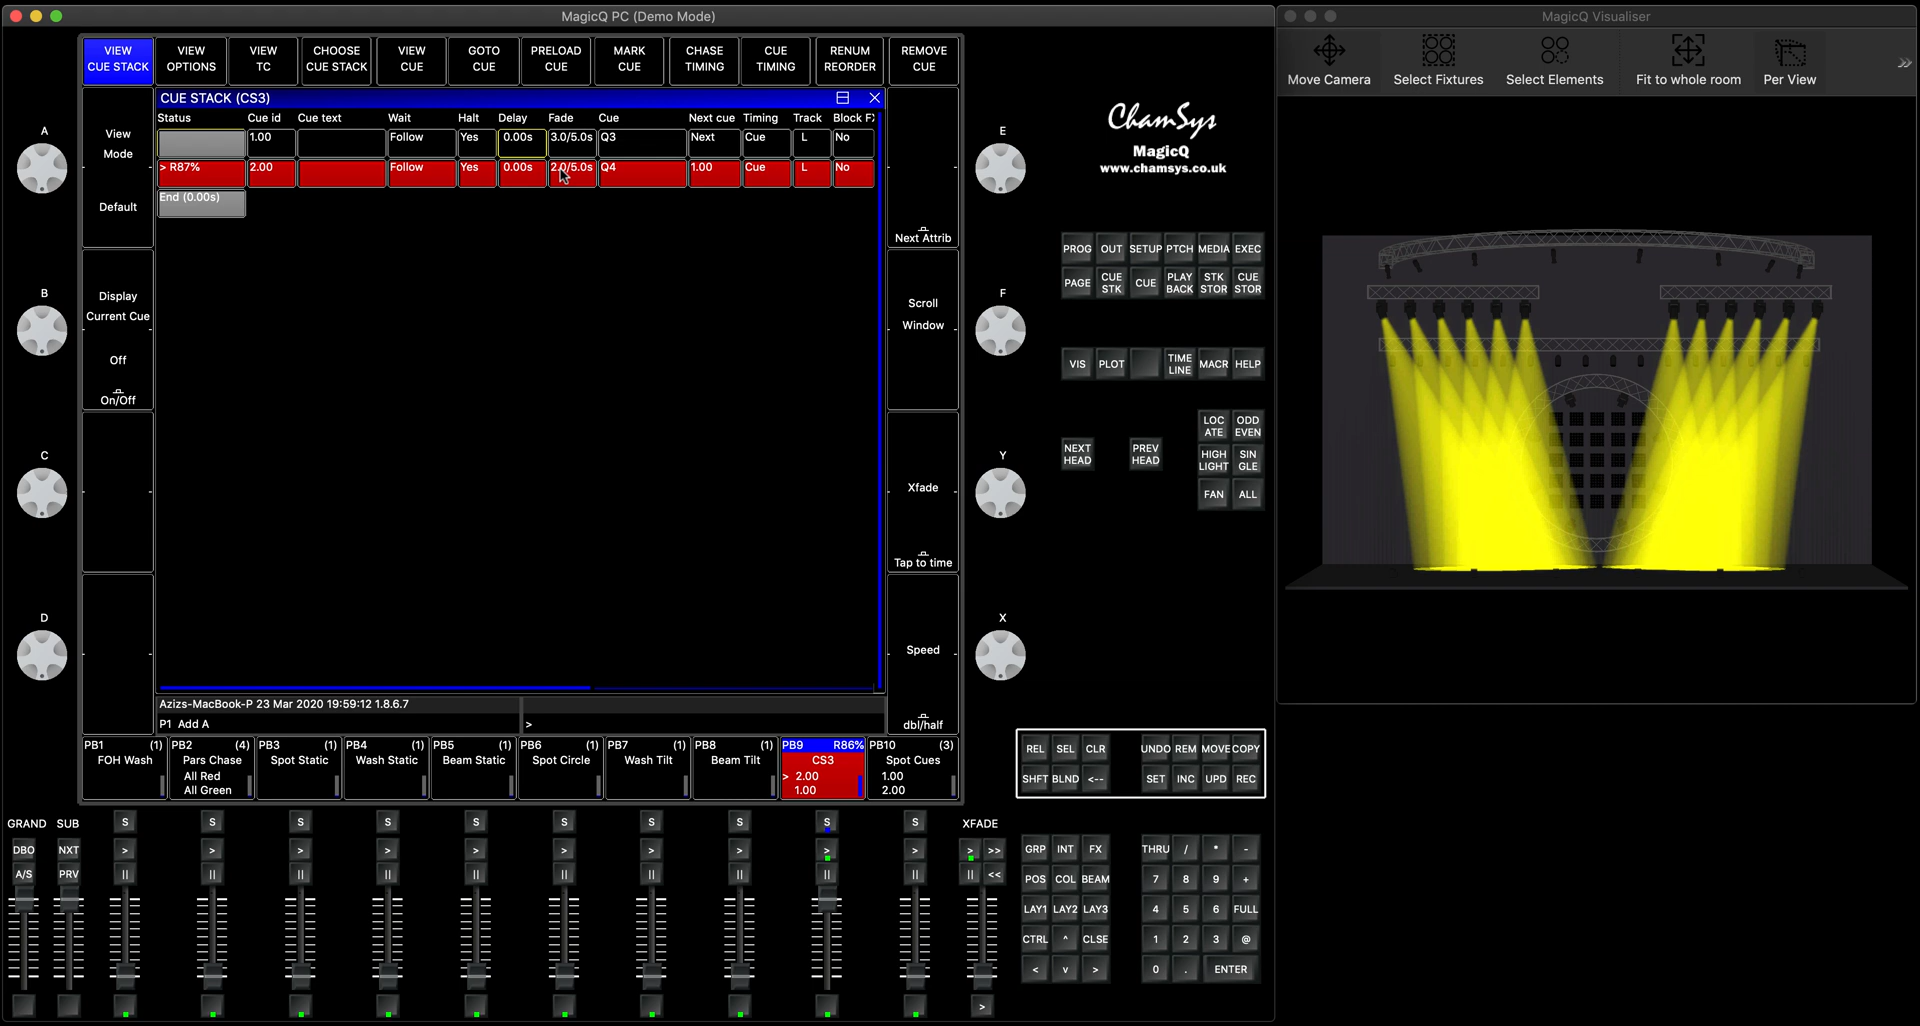 MagicQ PC (Demo Mode)
MagicQ Visualiser
VIEW CUE STACK
VIEW OPTIONS
VIEW TC
CHOOSE CUE STACK
VIEW CUE
GOTO CUE
PRELOAD CUE
MARK CUE
CHASE TIMING
CUE TIMING
RENUM REORDER
REMOVE CUE
Move Camera
Select Fixtures
Select Elements
Fit to whole room
Per View
CUE STACK (CS3)
Status Cue id Cue text Wait Halt Delay Fade Cue Next cue Timing Track Block F
1.00 Follow Yes 0.00s 3.0/5.0s Q3 Next Cue L No
> R87% 2.00 Follow Yes 0.00s 2.0/5.0s Q4 1.00 Cue L No
End (0.00s)
A
View
Mode
Default
B
Display
Current Cue
Off
On/Off
C
D
Next Attrib
Scroll
Window
Xfade
Tap to time
Speed
dbl/half
E
F
Y
X
ChamSys
MagicQ
www.chamsys.co.uk
PROG OUT SETUP PTCH MEDIA EXEC
PAGE CUE STK CUE PLAY BACK STK STOR CUE STOR
VIS PLOT TIME LINE MACR HELP
LOC ATE ODD EVEN
NEXT HEAD PREV HEAD HIGH LIGHT SIN GLE
FAN ALL
Azizs-MacBook-P 23 Mar 2020 19:59:12 1.8.6.7
P1 Add A >
PB1 (1) PB2 (4) PB3 (1) PB4 (1) PB5 (1) PB6 (1) PB7 (1) PB8 (1) PB9 R86% PB10 (3)
FOH Wash Pars Chase Spot Static Wash Static Beam Static Spot Circle Wash Tilt Beam Tilt CS3 Spot Cues
All Red > 2.00 1.00
All Green 1.00 2.00
REL SEL CLR UNDO REM MOVE COPY
SHFT BLND <-- SET INC UPD REC
GRAND SUB S S S S S S S S S S XFADE
DBO NXT > > > > > > > > > > > >>
A/S PRV || || || || || || || || || || || <<
>
GRP INT FX THRU / * -
POS COL BEAM 7 8 9 +
LAY1 LAY2 LAY3 4 5 6 FULL
CTRL ^ CLSE 1 2 3 @
< v > 0 . ENTER